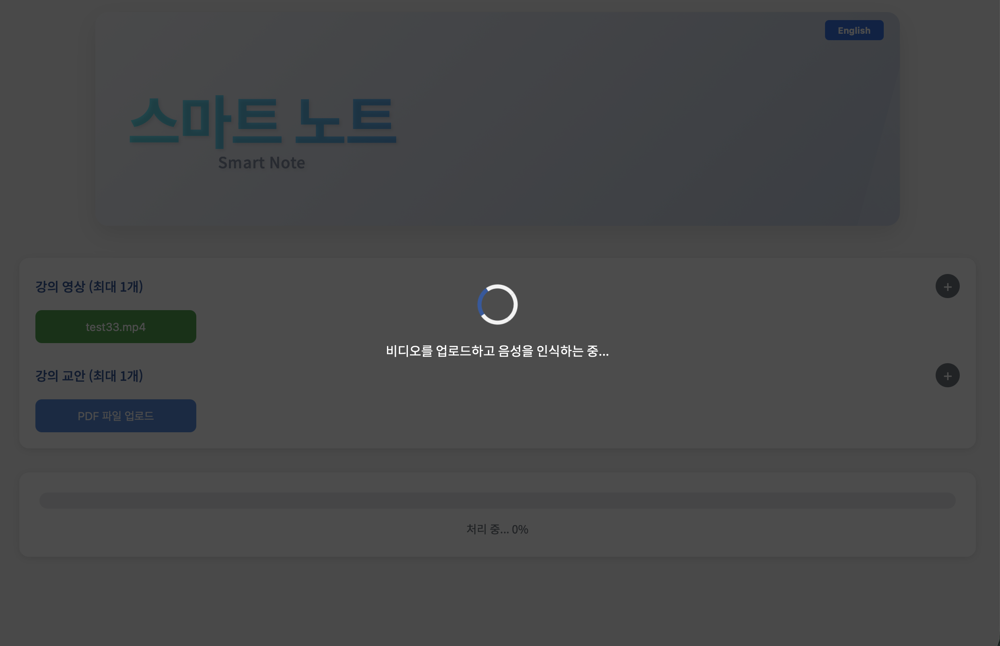 English
스마트 노트
Smart Note
강의 영상 (최대 1개)
+
test33.mp4
비디오를 업로드하고 음성을 인식하는 중...
강의 교안 (최대 1개)
+
PDF 파일 업로드
처리 중... 0%